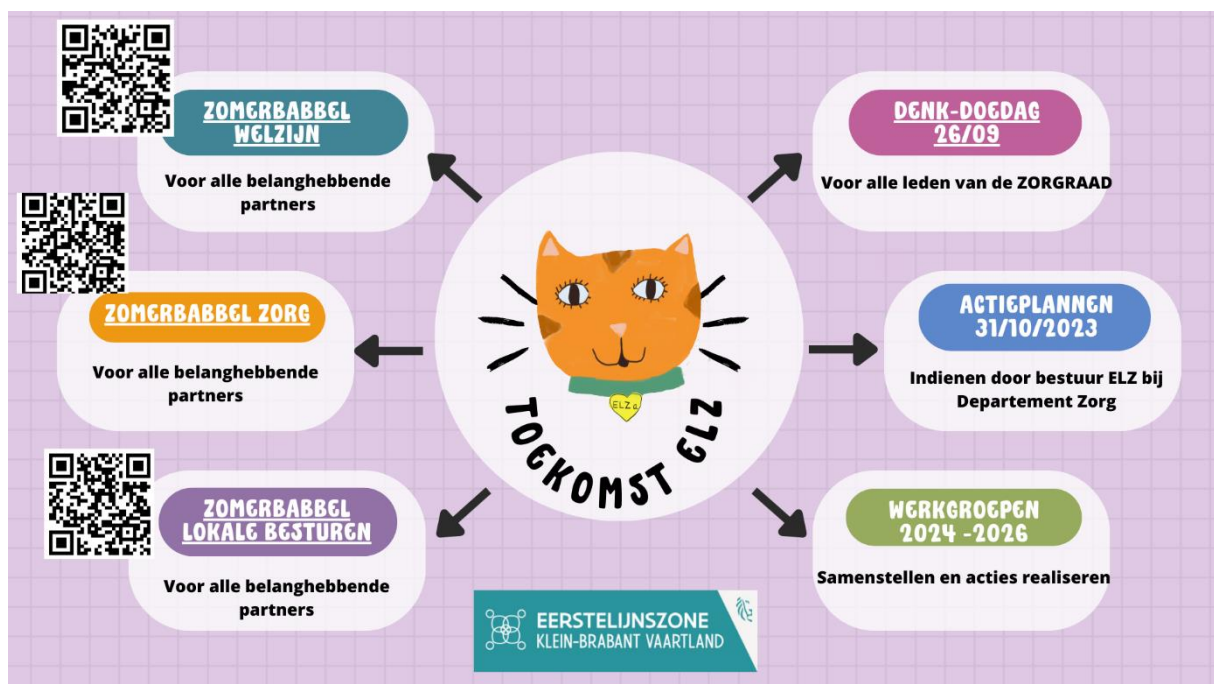 ZOMERBABBEL
WELZIJN
Voor alle belanghebbende
partners
ZOMERBABBEL ZORG
Voor alle belanghebbende
partners
ZOMERBABBEL
LOKALE BESTUREN
Voor alle belanghebbende
partners
ELZa
TOEKOMST ELZ
DENK-DOEDAG
26/09
Voor alle leden van de ZORGRAAD
ACTIEPLANNEN
31/10/2023
Indienen door bestuur ELZ bij
Departement Zorg
WERKGROEPEN
2024 -2026
Samenstellen en acties realiseren
EERSTELIJNSZONE
KLEIN-BRABANT VAARTLAND